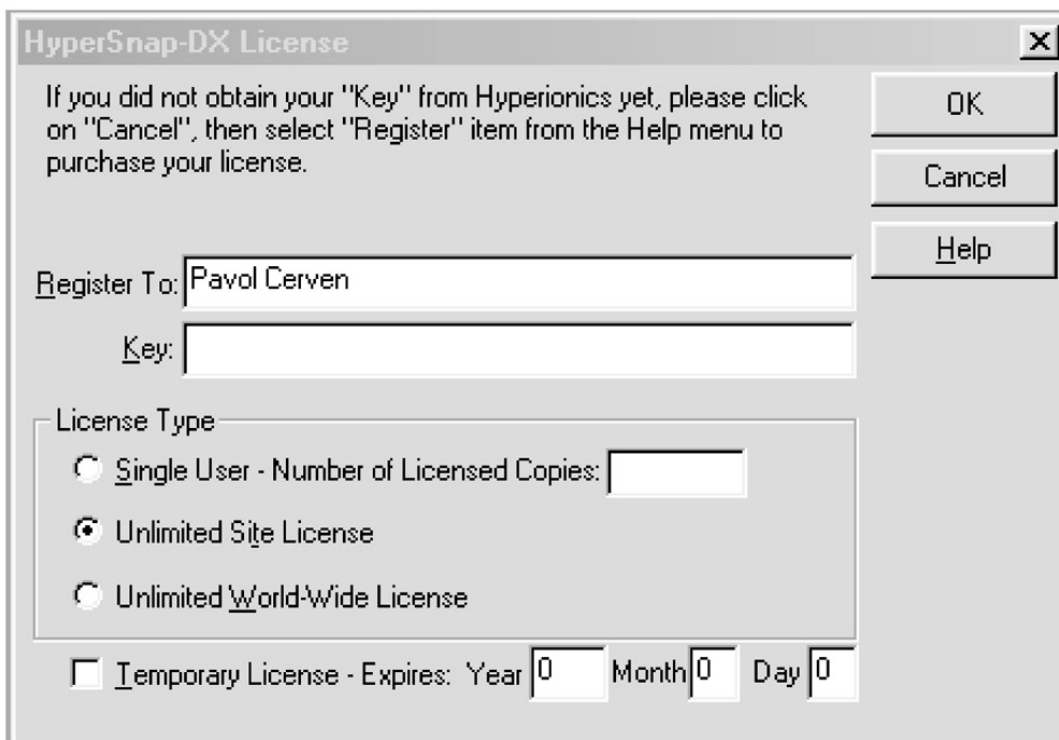 HyperSnap-DX License
If you did not obtain your "Key" from Hyperionics yet, please click
on "Cancel", then select "Register" item from the Help menu to
purchase your license.
OK
Cancel
Help
Register To: Pavol Cerven
Key:
License Type
Single User - Number of Licensed Copies:
Unlimited Site License
Unlimited World-Wide License
Temporary License - Expires: Year 0 Month 0 Day 0